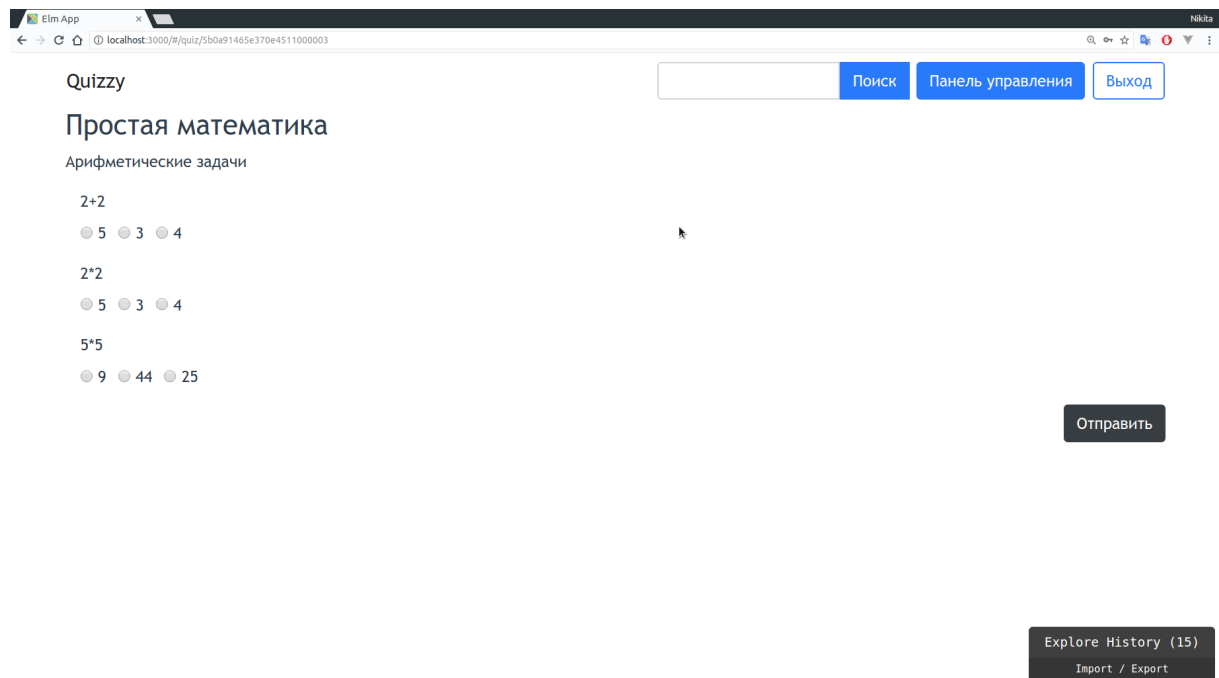 Elm App
Nikita
localhost:3000/#/quiz/5b0a91465e370e4511000003
Quizzy
Поиск
Панель управления
Выход
Простая математика
Арифметические задачи
2+2
5 3 4
2*2
5 3 4
5*5
9 44 25
Отправить
Explore History (15)
Import / Export